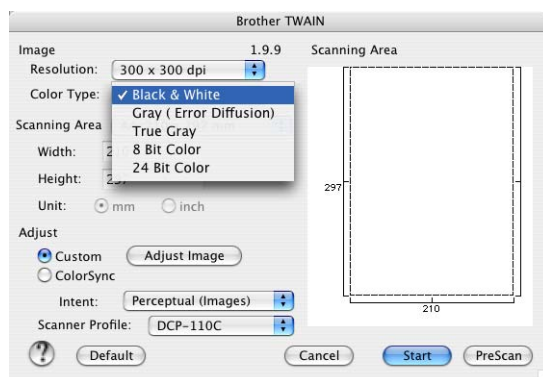 Brother TWAIN
Image 1.9.9 Scanning Area
Resolution: 300 x 300 dpi
Color Type: ✓ Black & White
Gray ( Error Diffusion)
True Gray
8 Bit Color
24 Bit Color
Scanning Area
Width:
Height:
Unit: mm inch
297
210
Adjust
Custom Adjust Image
ColorSync
Intent: Perceptual (Images)
Scanner Profile: DCP-110C
? Default Cancel Start PreScan